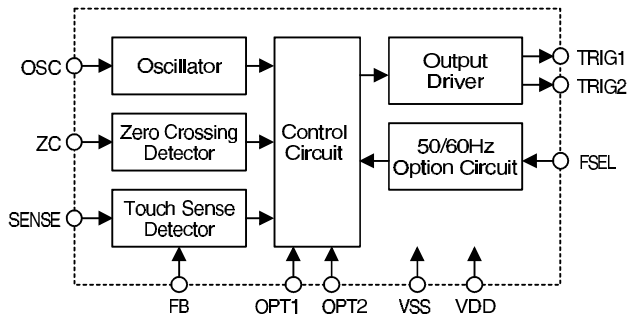 OSC
Oscillator
Output
Driver
TRIG1
TRIG2
ZC
Zero Crossing
Detector
Control
Circuit
50/60Hz
Option Circuit
FSEL
SENSE
Touch Sense
Detector
FB
OPT1
OPT2
VSS
VDD